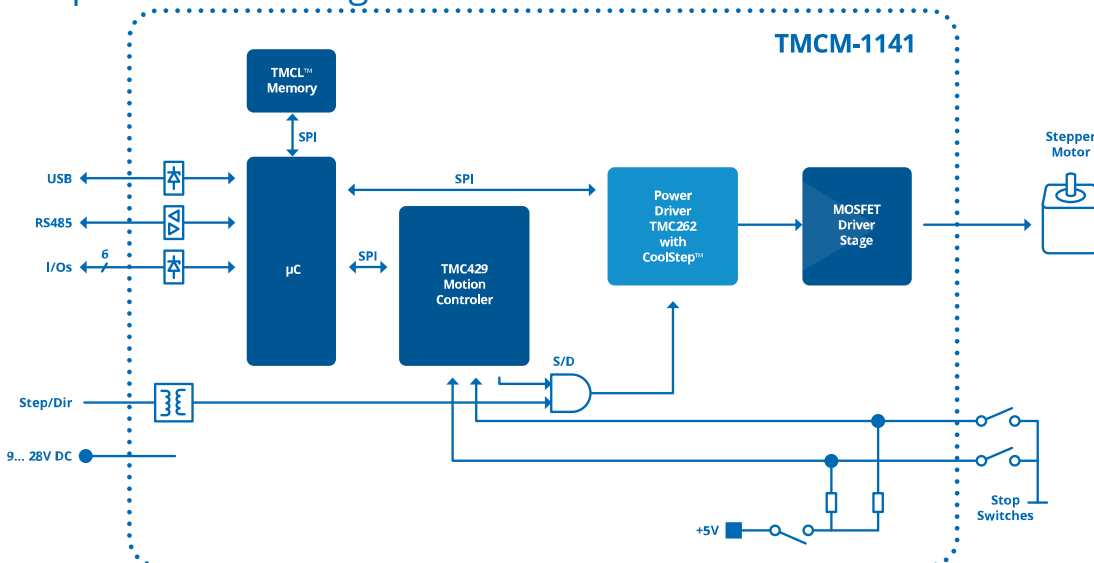 TMCM-1141
TMCL™
Memory
SPI
Stepper
Motor
USB
SPI
Power
Driver
TMC262
with
CoolStep™
MOSFET
Driver
Stage
RS485
6
I/Os
µC
SPI
TMC429
Motion
Controler
S/D
Step/Dir
9... 28V DC
Stop
Switches
+5V